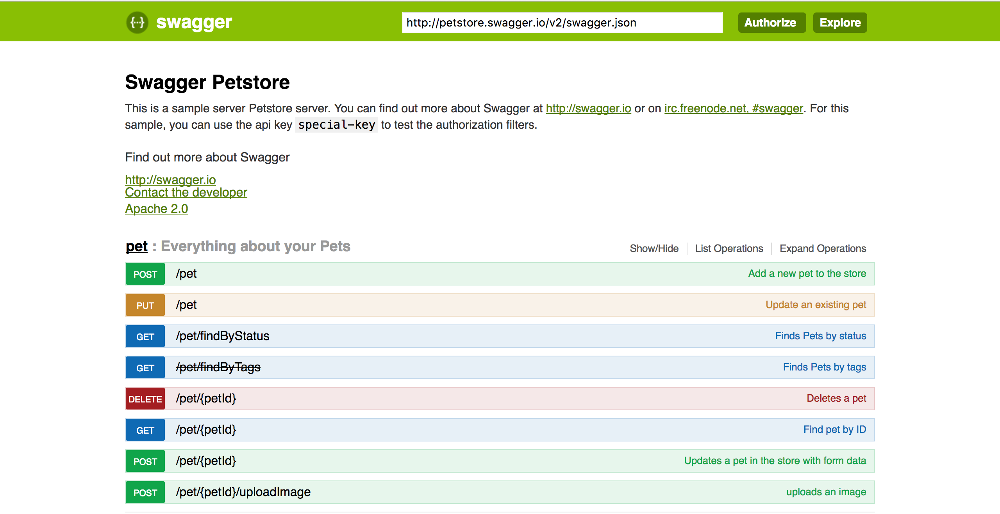 {···} swagger http://petstore.swagger.io/v2/swagger.json Authorize Explore
Swagger Petstore
This is a sample server Petstore server. You can find out more about Swagger at http://swagger.io or on irc.freenode.net, #swagger. For this
sample, you can use the api key special-key to test the authorization filters.
Find out more about Swagger
http://swagger.io
Contact the developer
Apache 2.0
pet : Everything about your Pets Show/Hide List Operations Expand Operations
POST /pet Add a new pet to the store
PUT /pet Update an existing pet
GET /pet/findByStatus Finds Pets by status
GET /pet/findByTags Finds Pets by tags
DELETE /pet/{petId} Deletes a pet
GET /pet/{petId} Find pet by ID
POST /pet/{petId} Updates a pet in the store with form data
POST /pet/{petId}/uploadImage uploads an image